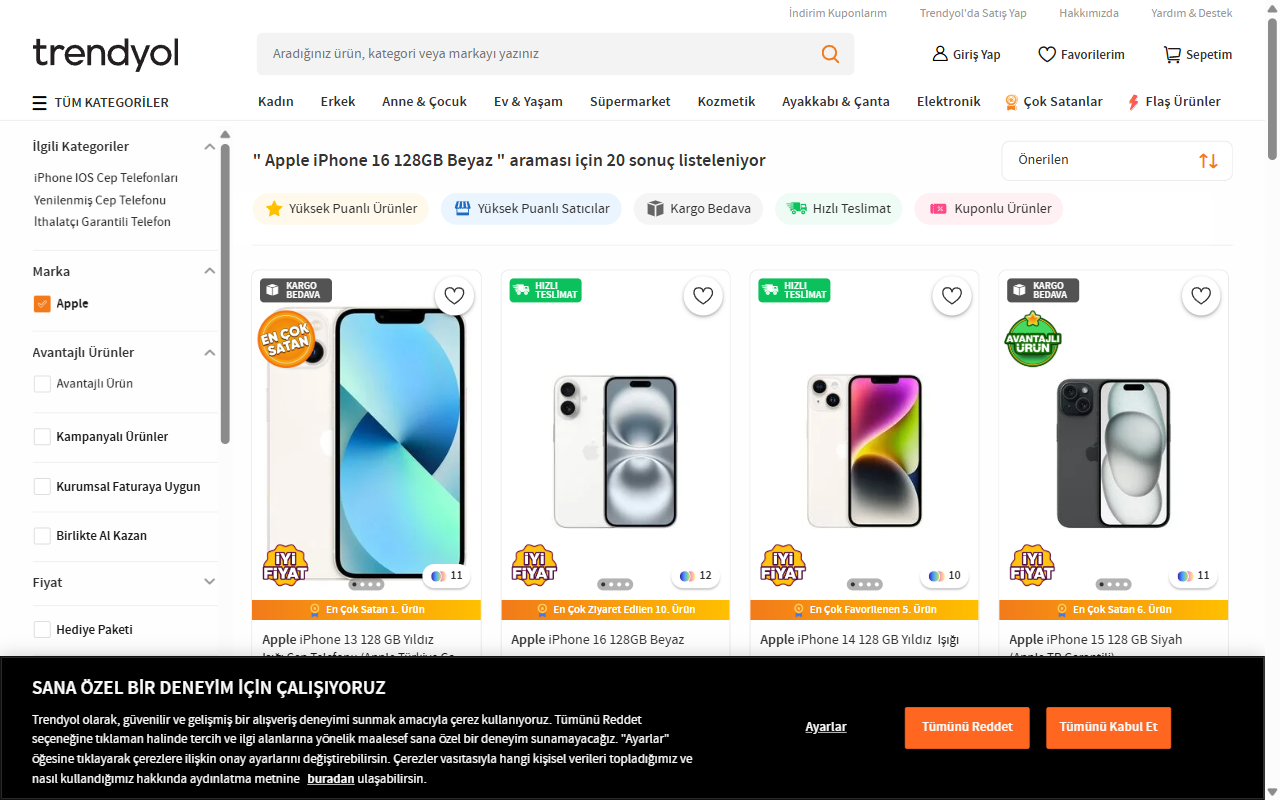 İndirim Kuponlarım Trendyol'da Satış Yap Hakkımızda Yardım & Destek
trendyol
Aradığınız ürün, kategori veya markayı yazınız
Giriş Yap
Favorilerim
Sepetim
TÜM KATEGORİLER
Kadın Erkek Anne & Çocuk Ev & Yaşam Süpermarket Kozmetik Ayakkabı & Çanta Elektronik Çok Satanlar Flaş Ürünler
İlgili Kategoriler
iPhone IOS Cep Telefonları
Yenilenmiş Cep Telefonu
İthalatçı Garantili Telefon
Marka
Apple
Avantajlı Ürünler
Avantajlı Ürün
Kampanyalı Ürünler
Kurumsal Faturaya Uygun
Birlikte Al Kazan
Fiyat
Hediye Paketi
" Apple iPhone 16 128GB Beyaz " araması için 20 sonuç listeleniyor
Önerilen
Yüksek Puanlı Ürünler
Yüksek Puanlı Satıcılar
Kargo Bedava
Hızlı Teslimat
Kuponlu Ürünler
KARGO
BEDAVA
EN ÇOK
SATAN
İYİ
FİYAT
11
En Çok Satan 1. Ürün
Apple iPhone 13 128 GB Yıldız
Işığı Cep Telefonu (Apple Türkiye Ga
HIZLI
TESLİMAT
İYİ
FİYAT
12
En Çok Ziyaret Edilen 10. Ürün
Apple iPhone 16 128GB Beyaz
HIZLI
TESLİMAT
İYİ
FİYAT
10
En Çok Favorilenen 5. Ürün
Apple iPhone 14 128 GB Yıldız Işığı
KARGO
BEDAVA
AVANTAJLI
ÜRÜN
İYİ
FİYAT
11
En Çok Satan 6. Ürün
Apple iPhone 15 128 GB Siyah
(Apple TR Garantili)
SANA ÖZEL BİR DENEYİM İÇİN ÇALIŞIYORUZ
Trendyol olarak, güvenilir ve gelişmiş bir alışveriş deneyimi sunmak amacıyla çerez kullanıyoruz. Tümünü Reddet
seçeneğine tıklaman halinde tercih ve ilgi alanlarına yönelik maalesef sana özel bir deneyim sunamayacağız. "Ayarlar"
öğesine tıklayarak çerezlere ilişkin onay ayarlarını değiştirebilirsin. Çerezler vasıtasıyla hangi kişisel verileri topladığımız ve
nasıl kullandığımız hakkında aydınlatma metnine buradan ulaşabilirsin.
Ayarlar
Tümünü Reddet
Tümünü Kabul Et